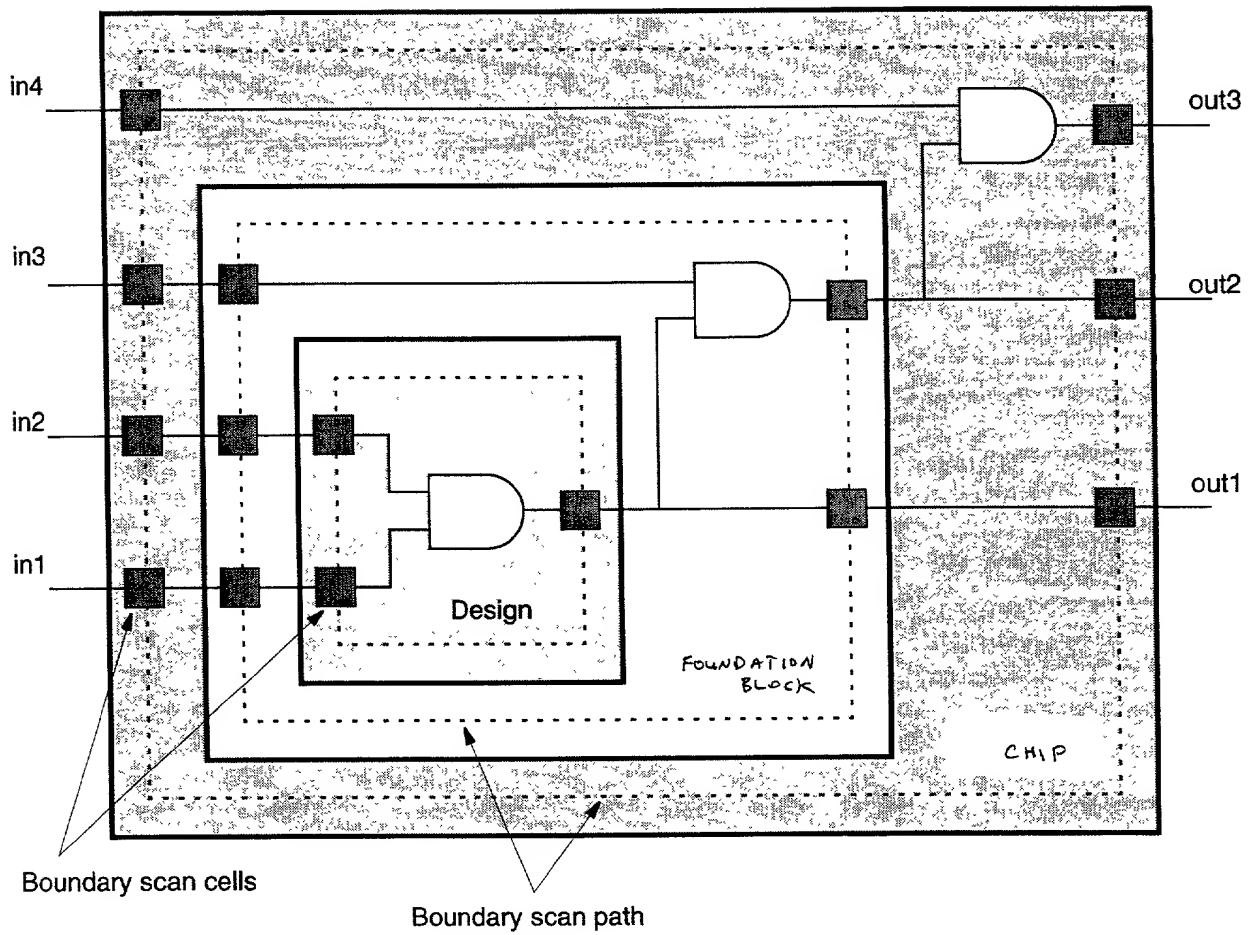 in4
out3
in3
out2
in2
out1
in1
Design
FOUNDATION
BLOCK
CHIP
Boundary scan cells
Boundary scan path